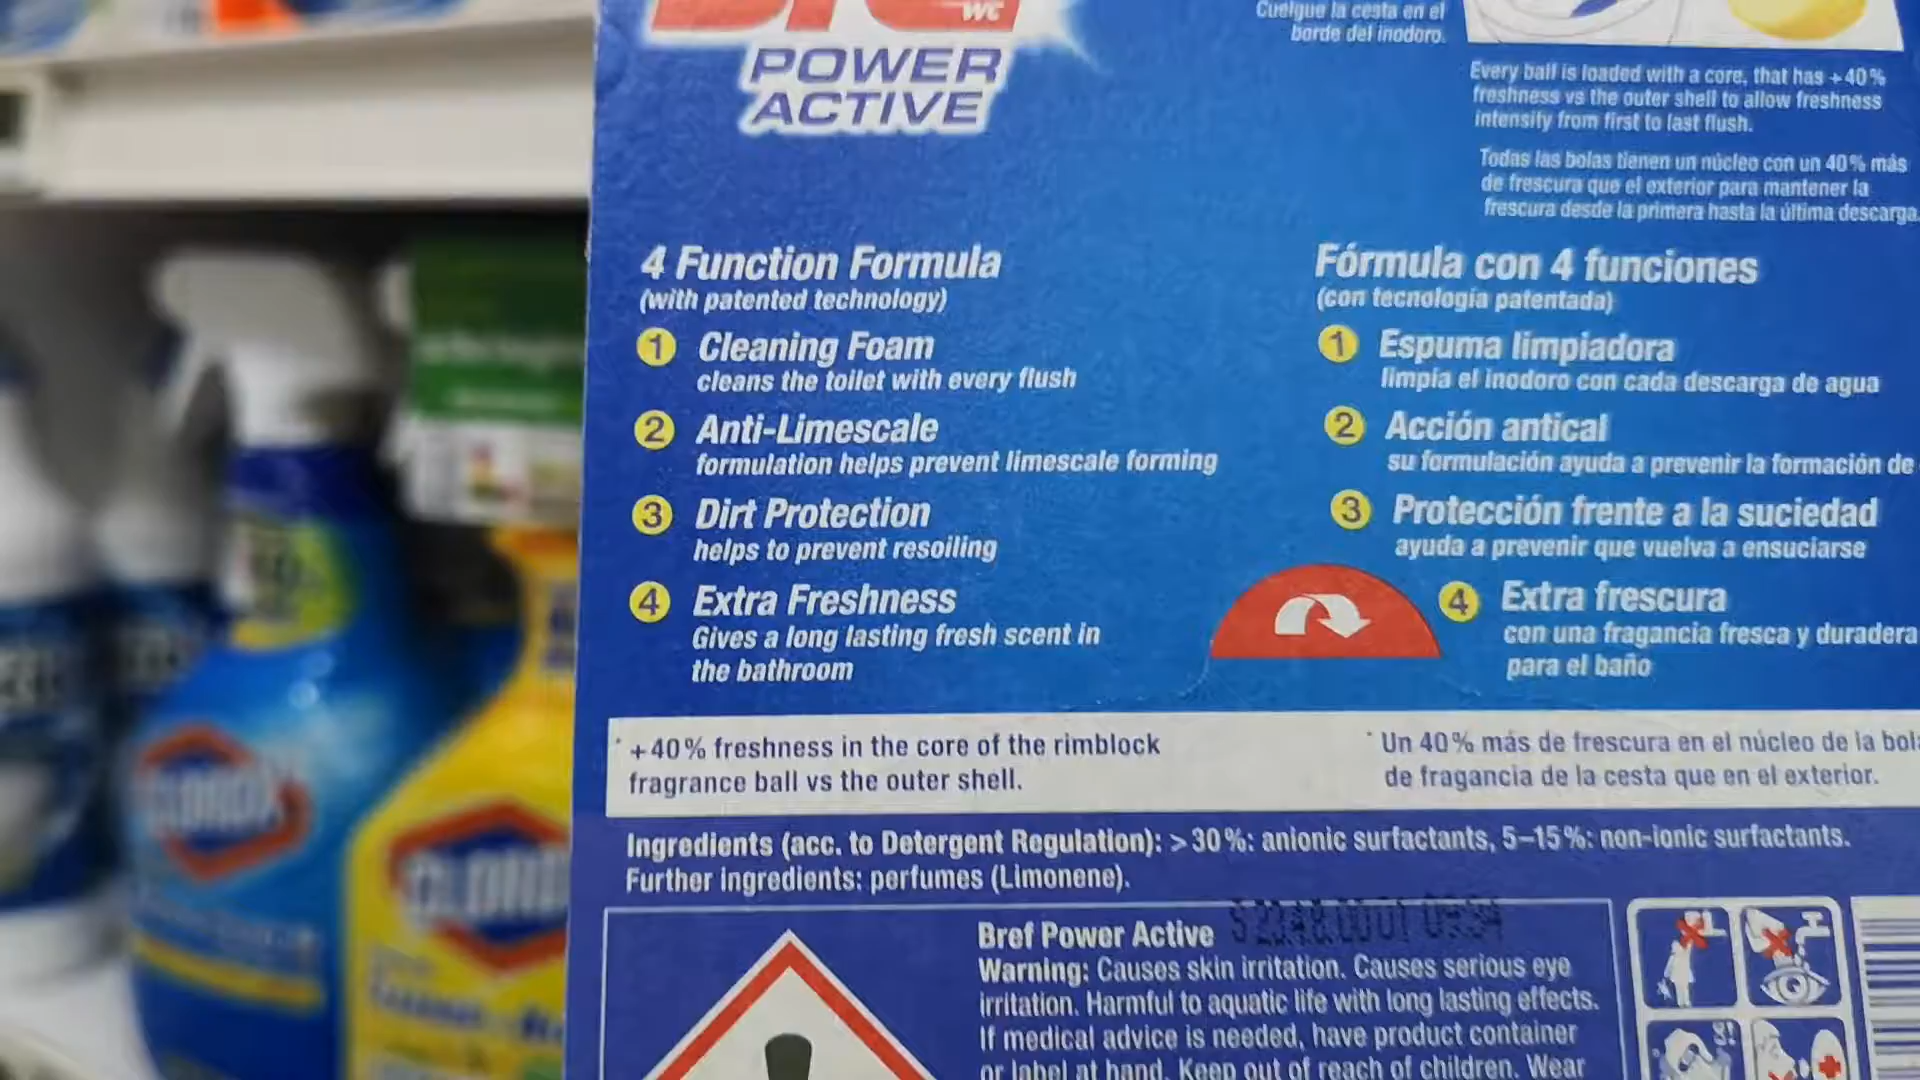 WC
POWER
ACTIVE
Cuelgue la cesta en el
borde del inodoro.
Every ball is loaded with a core, that has +40%
freshness vs the outer shell to allow freshness
intensity from first to last flush.
Todas las bolas tienen un núcleo con un 40% más
de frescura que el exterior para mantener la
frescura desde la primera hasta la última descarga.
4 Function Formula
(with patented technology)
1 Cleaning Foam
cleans the toilet with every flush
2 Anti-Limescale
formulation helps prevent limescale forming
3 Dirt Protection
helps to prevent resoiling
4 Extra Freshness
Gives a long lasting fresh scent in
the bathroom
Fórmula con 4 funciones
(con tecnología patentada)
1 Espuma limpiadora
limpia el inodoro con cada descarga de agua
2 Acción antical
su formulación ayuda a prevenir la formación de
3 Protección frente a la suciedad
ayuda a prevenir que vuelva a ensuciarse
4 Extra frescura
con una fragancia fresca y duradera
para el baño
* +40% freshness in the core of the rimblock
fragrance ball vs the outer shell.
* Un 40% más de frescura en el núcleo de la bola
de fragancia de la cesta que en el exterior.
Ingredients (acc. to Detergent Regulation): >30%: anionic surfactants, 5–15%: non-ionic surfactants.
Further ingredients: perfumes (Limonene).
Bref Power Active
Warning: Causes skin irritation. Causes serious eye
irritation. Harmful to aquatic life with long lasting effects.
If medical advice is needed, have product container
or label at hand. Keep out of reach of children. Wear
CLOROX
CLOROX